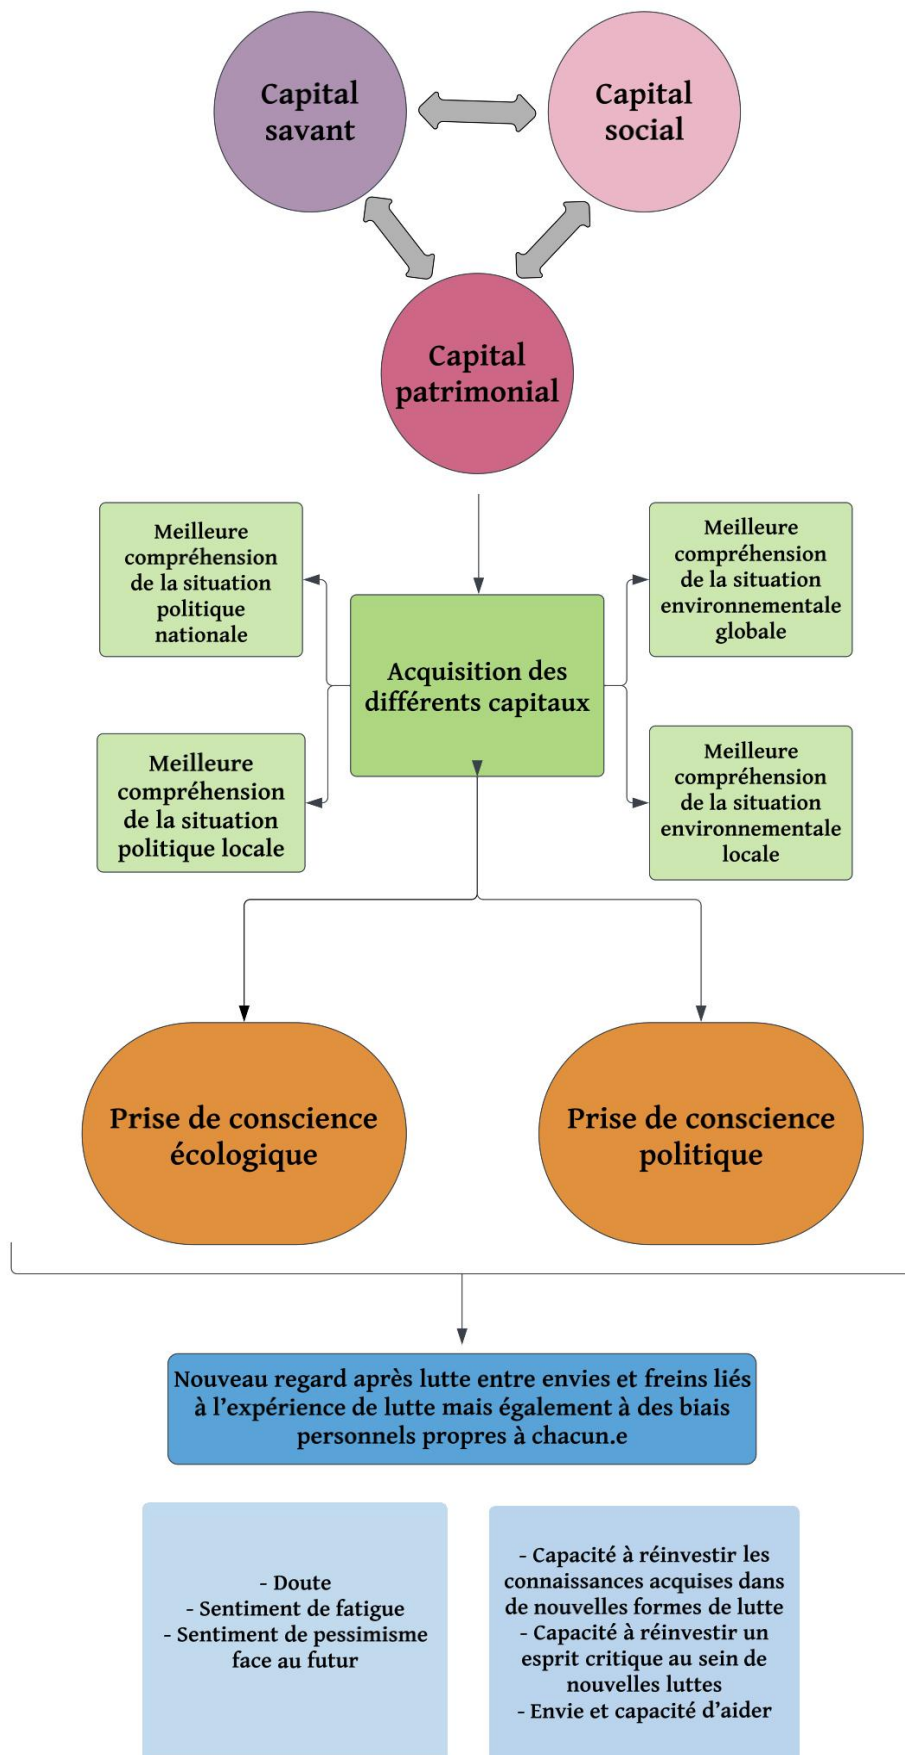 Capital
savant
Capital
social
Capital
patrimonial
Meilleure
compréhension
de la situation
politique
nationale
Meilleure
compréhension
de la situation
environnementale
globale
Acquisition des
différents capitaux
Meilleure
compréhension
de la situation
politique locale
Meilleure
compréhension
de la situation
environnementale
locale
Prise de conscience
écologique
Prise de conscience
politique
Nouveau regard après lutte entre envies et freins liés
à l'expérience de lutte mais également à des biais
personnels propres à chacun.e
- Doute
- Sentiment de fatigue
- Sentiment de pessimisme
face au futur
- Capacité à réinvestir les
connaissances acquises dans
de nouvelles formes de lutte
- Capacité à réinvestir un
esprit critique au sein de
nouvelles luttes
- Envie et capacité d'aider